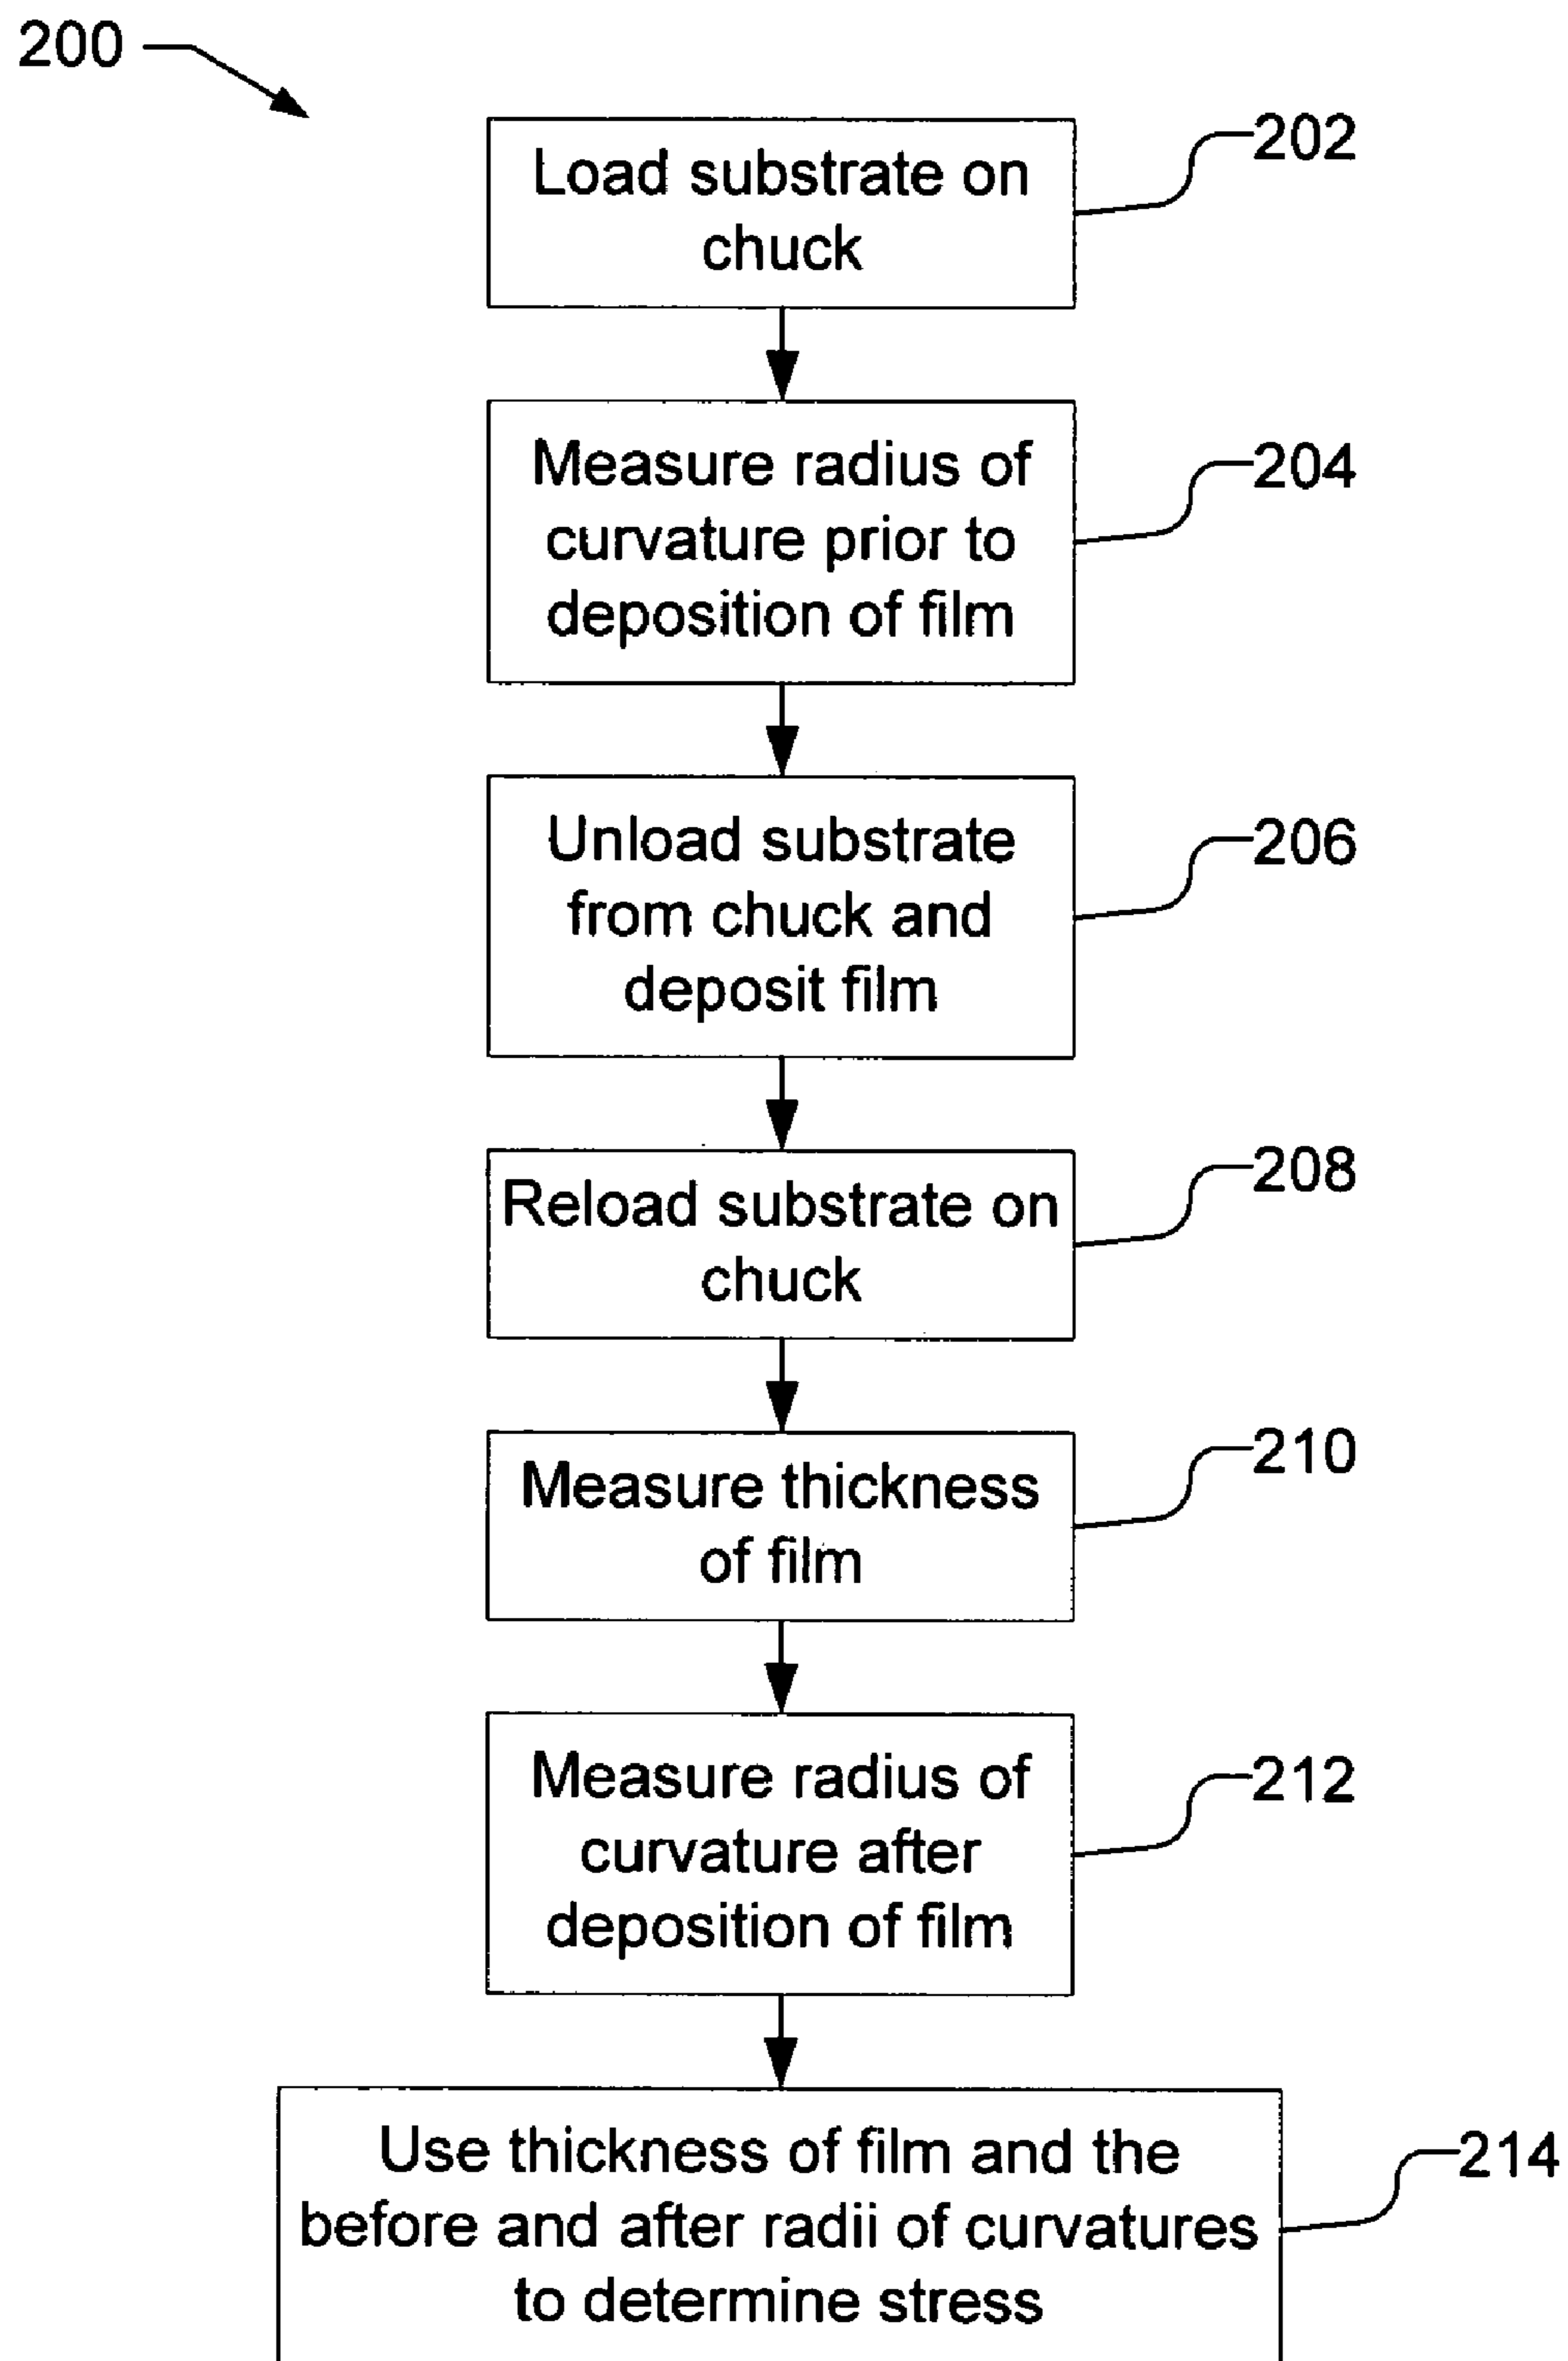 200
202
Load substrate on
chuck
204
Measure radius of
curvature prior to
deposition of film
206
Unload substrate
from chuck and
deposit film
208
Reload substrate on
chuck
210
Measure thickness
of film
212
Measure radius of
curvature after
deposition of film
214
Use thickness of film and the
before and after radii of curvatures
to determine stress